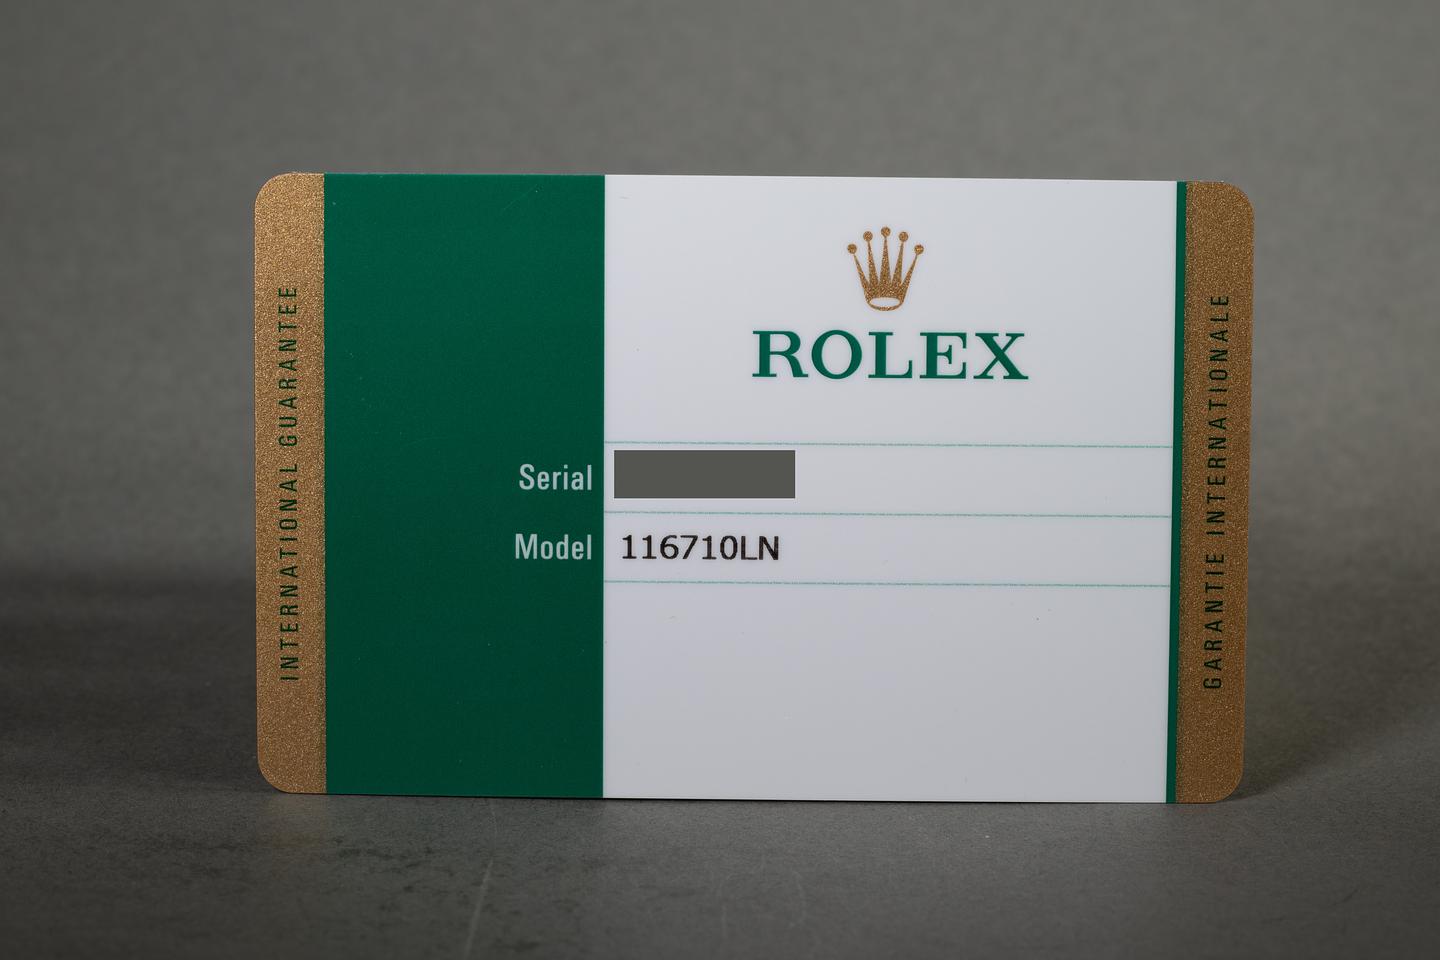 INTERNATIONAL GUARANTEE
ROLEX
Serial
Model 116710LN
GARANTIE INTERNATIONALE